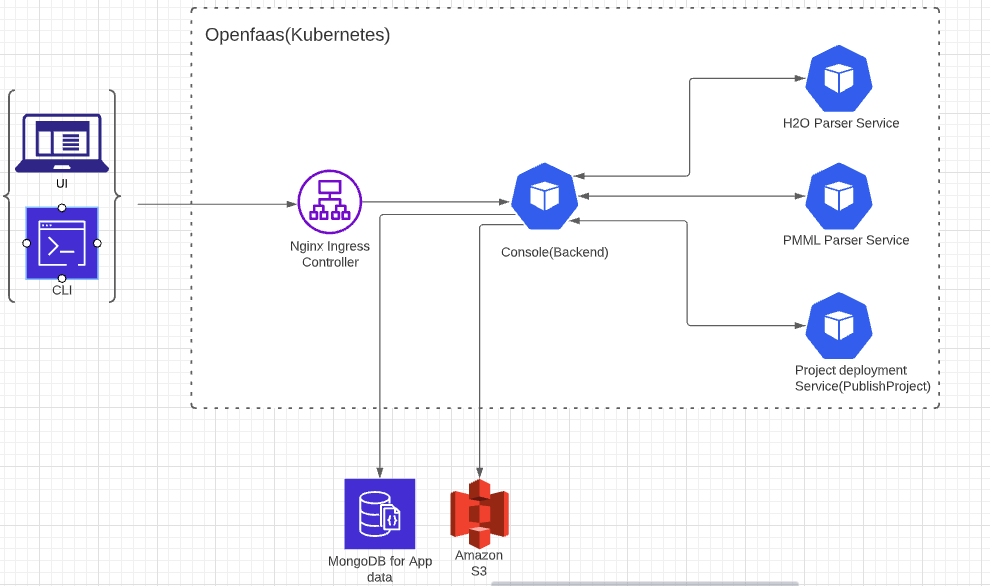 Openfaas(Kubernetes)
H2O Parser Service
UI
Nginx Ingress
Controller
Console(Backend)
PMML Parser Service
CLI
Project deployment
Service(PublishProject)
MongoDB for App
data
Amazon
S3